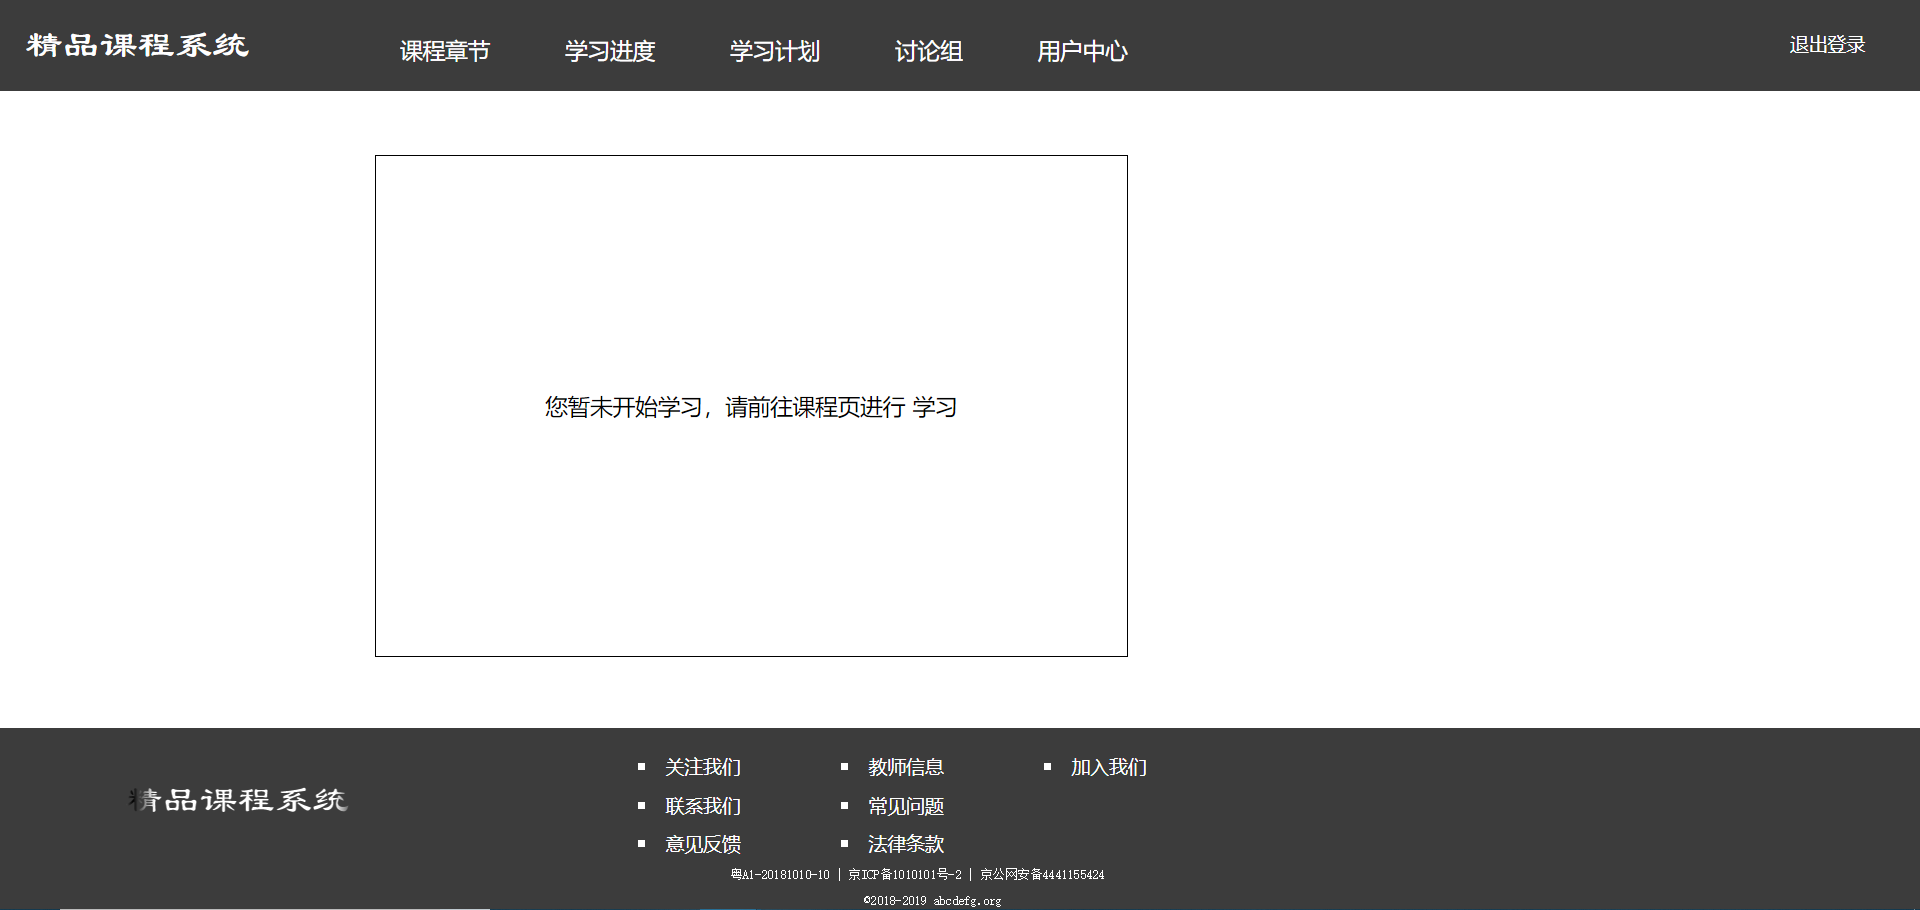 精品课程系统
课程章节 学习进度 学习计划 讨论组 用户中心
退出登录
您暂未开始学习，请前往课程页进行 学习
精品课程系统
关注我们 教师信息 加入我们
联系我们 常见问题
意见反馈 法律条款
粤A1-20181010-10 | 京ICP备1010101号-2 | 京公网安备4441155424
©2018-2019 abcdefg.org